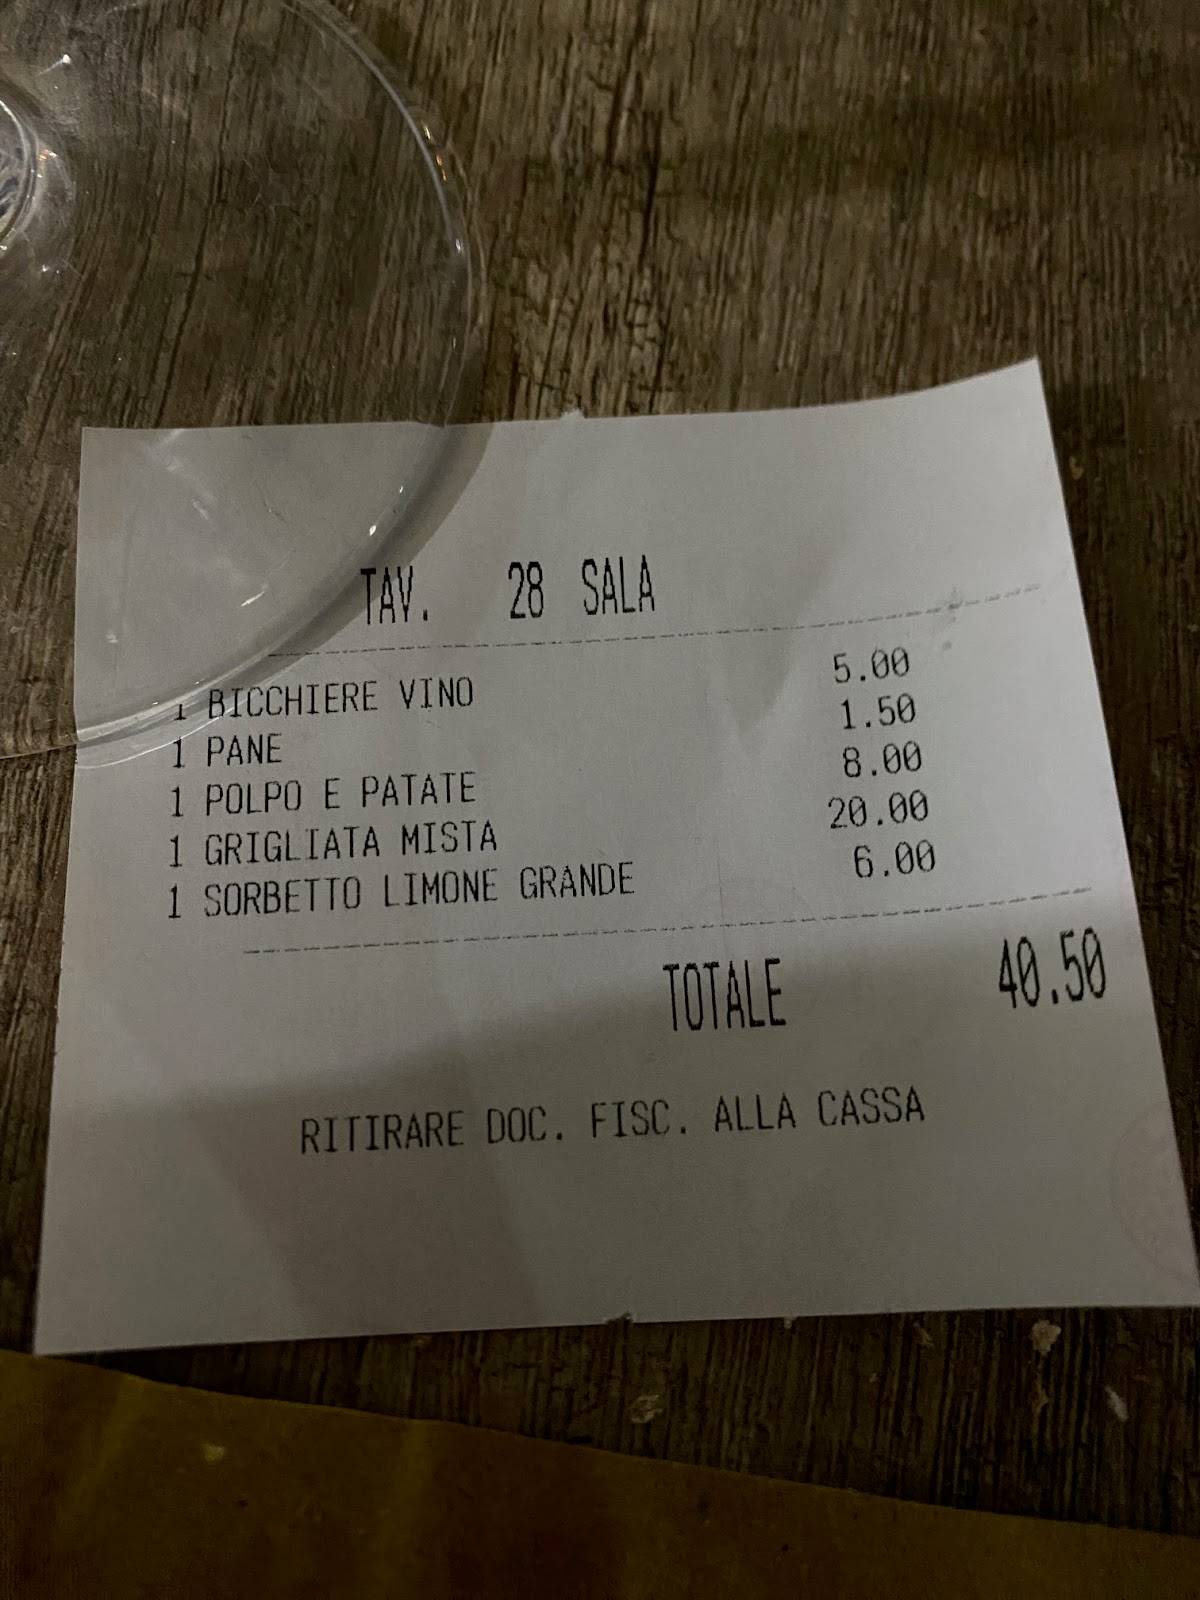 TAV. 28 SALA
1 BICCHIERE VINO 5.00
1 PANE 1.50
1 POLPO E PATATE 8.00
1 GRIGLIATA MISTA 20.00
1 SORBETTO LIMONE GRANDE 6.00
TOTALE 40.50
RITIRARE DOC. FISC. ALLA CASSA